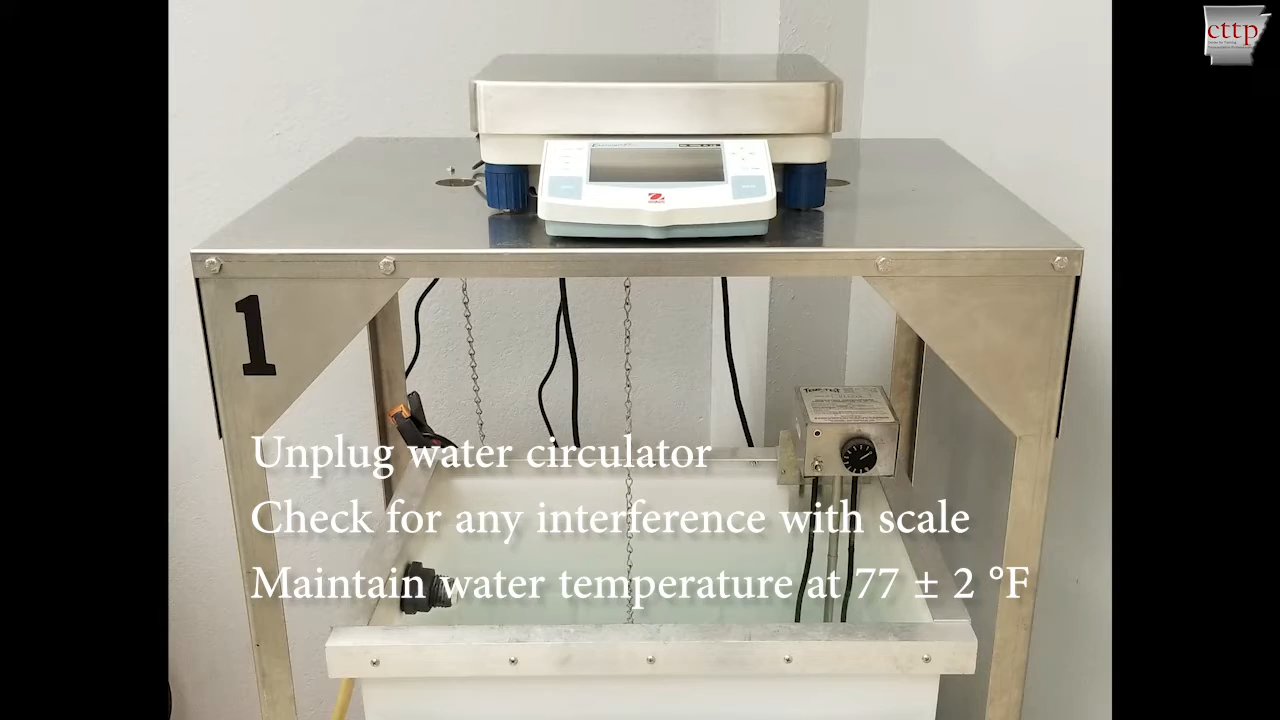 cttp
1
Unplug water circulator
Check for any interference with scale
Maintain water temperature at 77 ± 2 °F